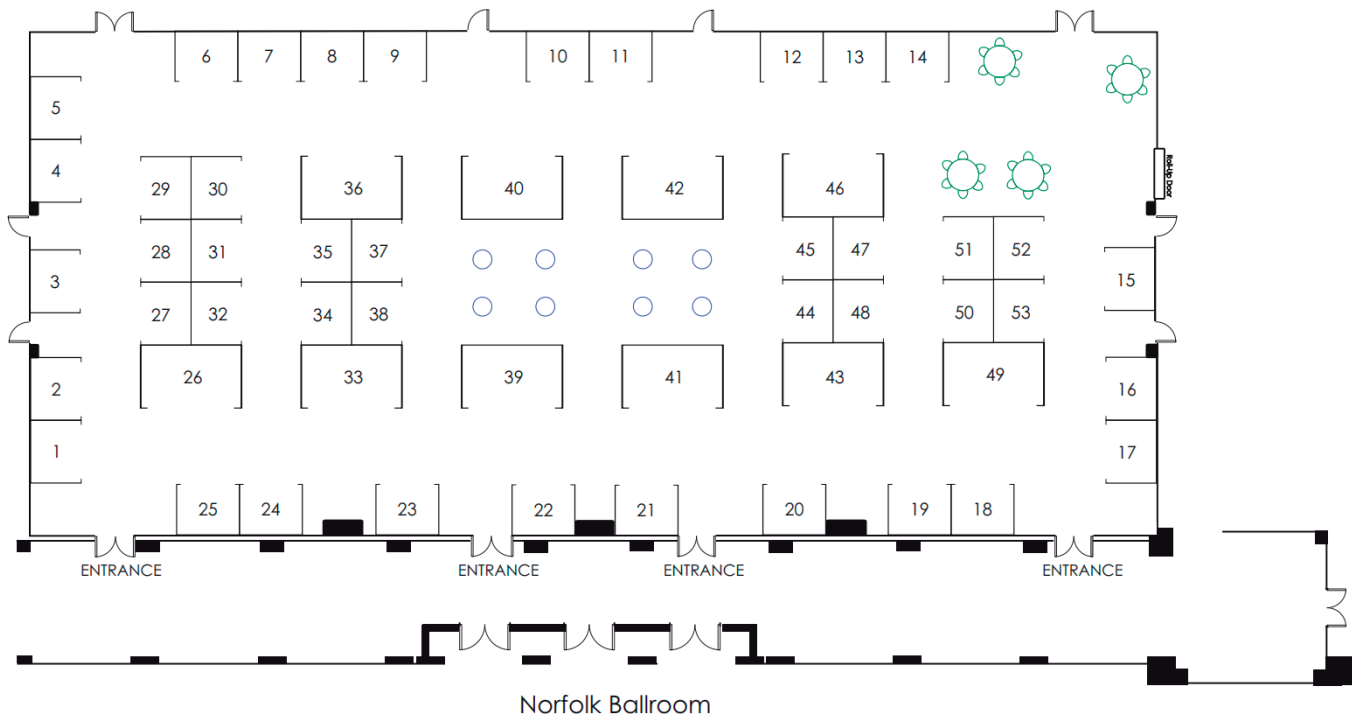 6 7 8 9 10 11 12 13 14
5
4
29 30 36 40 42 46
Roll-Up Door
28 31 35 37 45 47 51 52
3 15
27 32 34 38 44 48 50 53
26 33 39 41 43 49
2 16
1 17
25 24 23 22 21 20 19 18
ENTRANCE ENTRANCE ENTRANCE ENTRANCE
Norfolk Ballroom